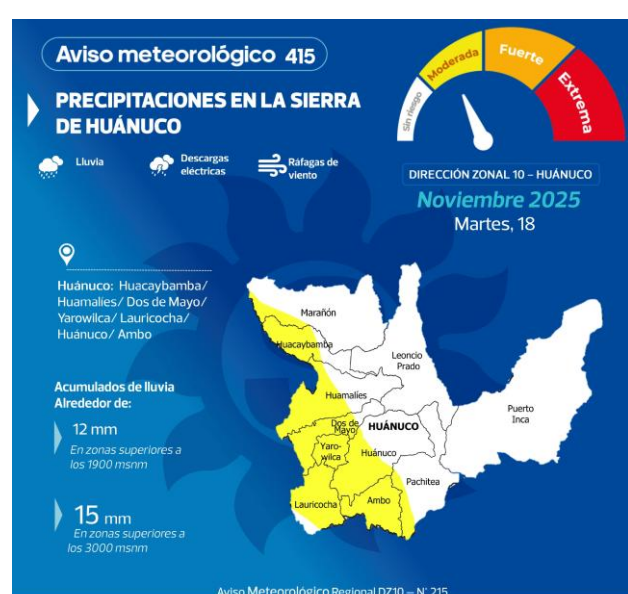 Aviso meteorológico 415
PRECIPITACIONES EN LA SIERRA
DE HUÁNUCO
Lluvia
Descargas
eléctricas
Ráfagas de
viento
Sin riesgo
Moderada
Fuerte
Extrema
DIRECCIÓN ZONAL 10 – HUÁNUCO
Noviembre 2025
Martes, 18
Huánuco: Huacaybamba/
Huamalíes/ Dos de Mayo/
Yarowilca/ Lauricocha/
Huánuco/ Ambo
Acumulados de lluvia
Alrededor de:
12 mm
En zonas superiores a
los 1900 msnm
15 mm
En zonas superiores a
los 3000 msnm
Marañón
Huacaybamba
Leoncio
Prado
Huamalíes
Puerto
Inca
Dos de
Mayo
HUÁNUCO
Yaro-
wilca
Huánuco
Pachitea
Lauricocha
Ambo
Aviso Meteorológico Regional DZ10 – N° 215